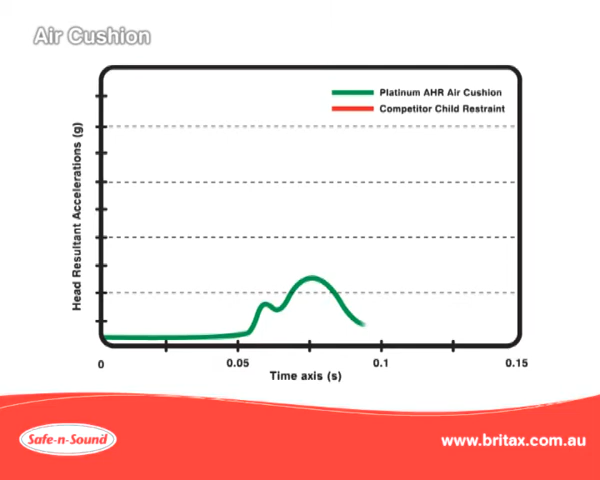 Air Cushion
Platinum AHR Air Cushion
Competitor Child Restraint
Head Resultant Accelerations (g)
0
0.05
0.1
0.15
Time axis (s)
Safe-n-Sound
www.britax.com.au